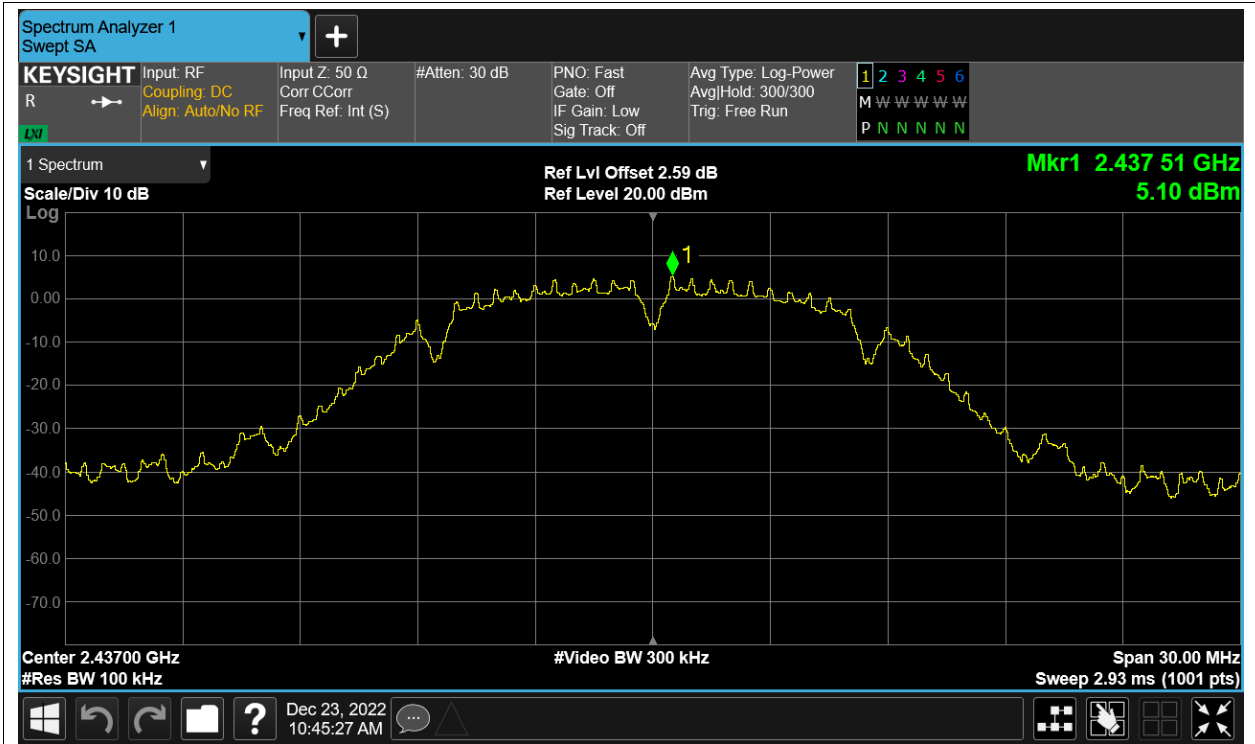 Spectrum Analyzer 1
Swept SA
KEYSIGHT
R
LXI
Input: RF
Coupling: DC
Align: Auto/No RF
Input Z: 50 Ω
Corr CCorr
Freq Ref: Int (S)
#Atten: 30 dB
PNO: Fast
Gate: Off
IF Gain: Low
Sig Track: Off
Avg Type: Log-Power
Avg|Hold: 300/300
Trig: Free Run
1 2 3 4 5 6
M W W W W W
P N N N N N
1 Spectrum
Scale/Div 10 dB
Log
Ref Lvl Offset 2.59 dB
Ref Level 20.00 dBm
Mkr1 2.437 51 GHz
5.10 dBm
1
10.0
0.00
-10.0
-20.0
-30.0
-40.0
-50.0
-60.0
-70.0
Center 2.43700 GHz
#Res BW 100 kHz
#Video BW 300 kHz
Span 30.00 MHz
Sweep 2.93 ms (1001 pts)
?
Dec 23, 2022
10:45:27 AM